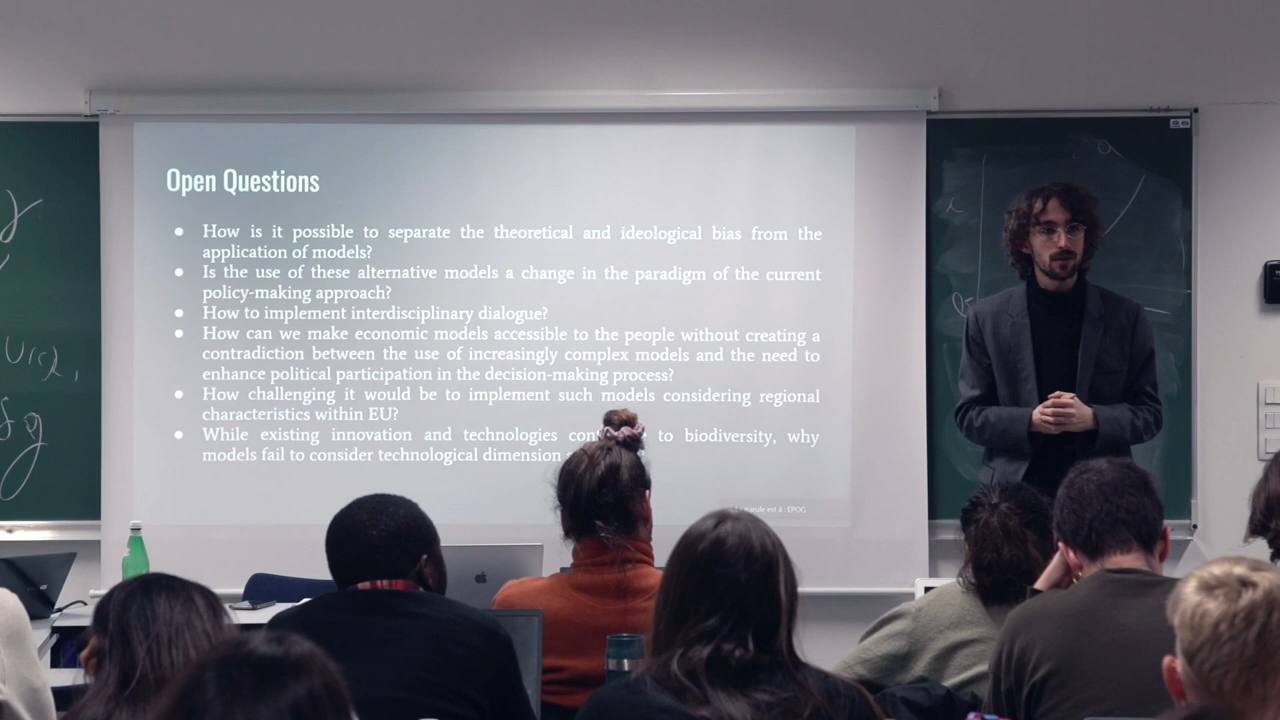 Open Questions
● How is it possible to separate the theoretical and ideological bias from the
application of models?
● Is the use of these alternative models a change in the paradigm of the current
policy-making approach?
● How to implement interdisciplinary dialogue?
● How can we make economic models accessible to the people without creating a
contradiction between the use of increasingly complex models and the need to
enhance political participation in the decision-making process?
● How challenging it would be to implement such models considering regional
characteristics within EU?
● While existing innovation and technologies to biodiversity, why
models fail to consider technological dimension
parole est à : EPOG